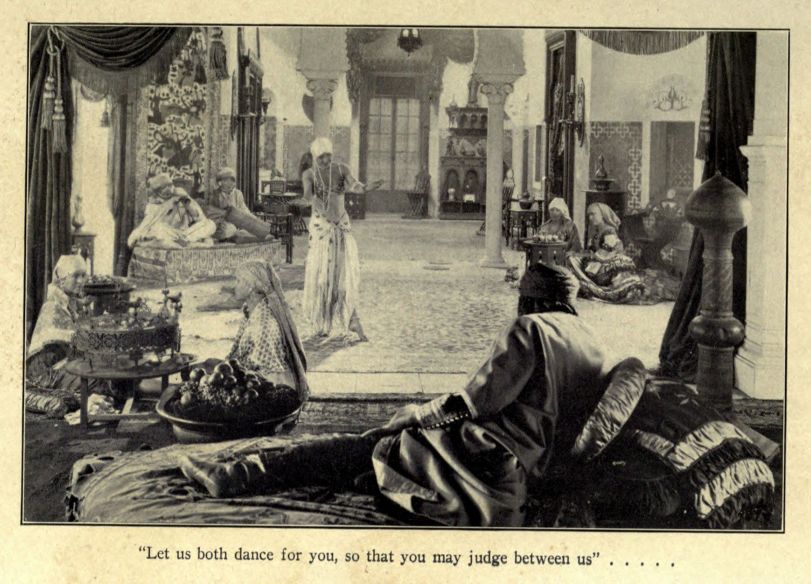 "Let us both dance for you, so that you may judge between us" . . . . .